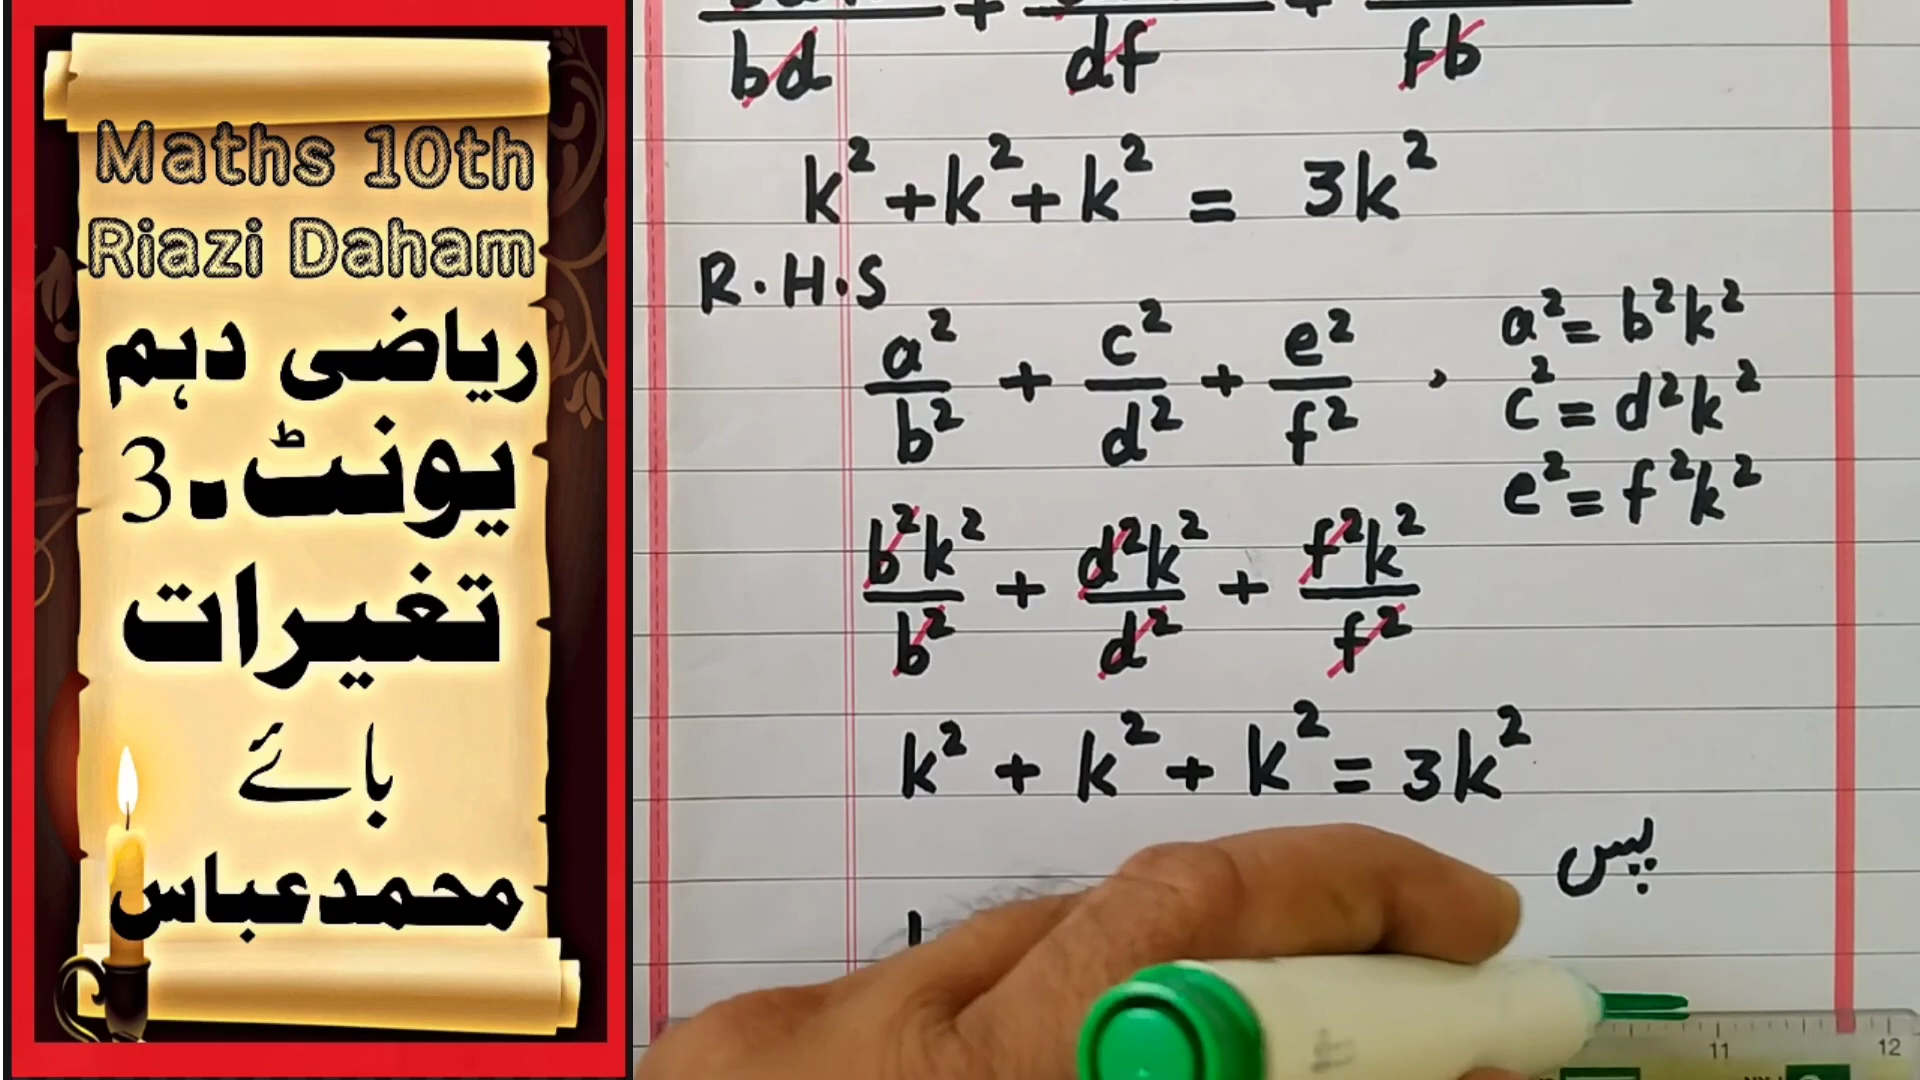 Maths 10th
Riazi Daham
ریاضی دہم
یونٹ۔3
تغیرات
بائے
محمدعباس
bd + df + fb
k² + k² + k² = 3k²
R.H.S
a²/b² + c²/d² + e²/f² , a² = b²k²
c² = d²k²
e² = f²k²
b²k²/b² + d²k²/d² + f²k²/f²
k² + k² + k² = 3k²
پس
11 12